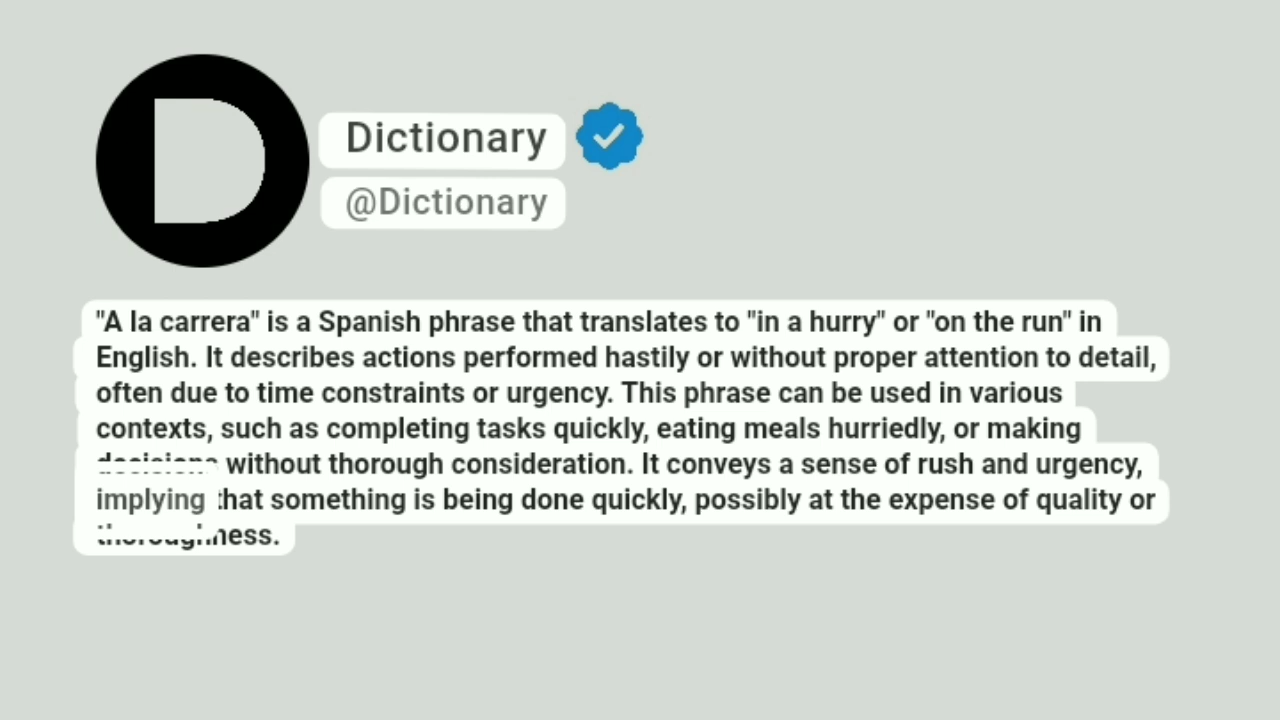 Dictionary
@Dictionary
"A la carrera" is a Spanish phrase that translates to "in a hurry" or "on the run" in
English. It describes actions performed hastily or without proper attention to detail,
often due to time constraints or urgency. This phrase can be used in various
contexts, such as completing tasks quickly, eating meals hurriedly, or making
decisions without thorough consideration. It conveys a sense of rush and urgency,
implying that something is being done quickly, possibly at the expense of quality or
thoroughness.